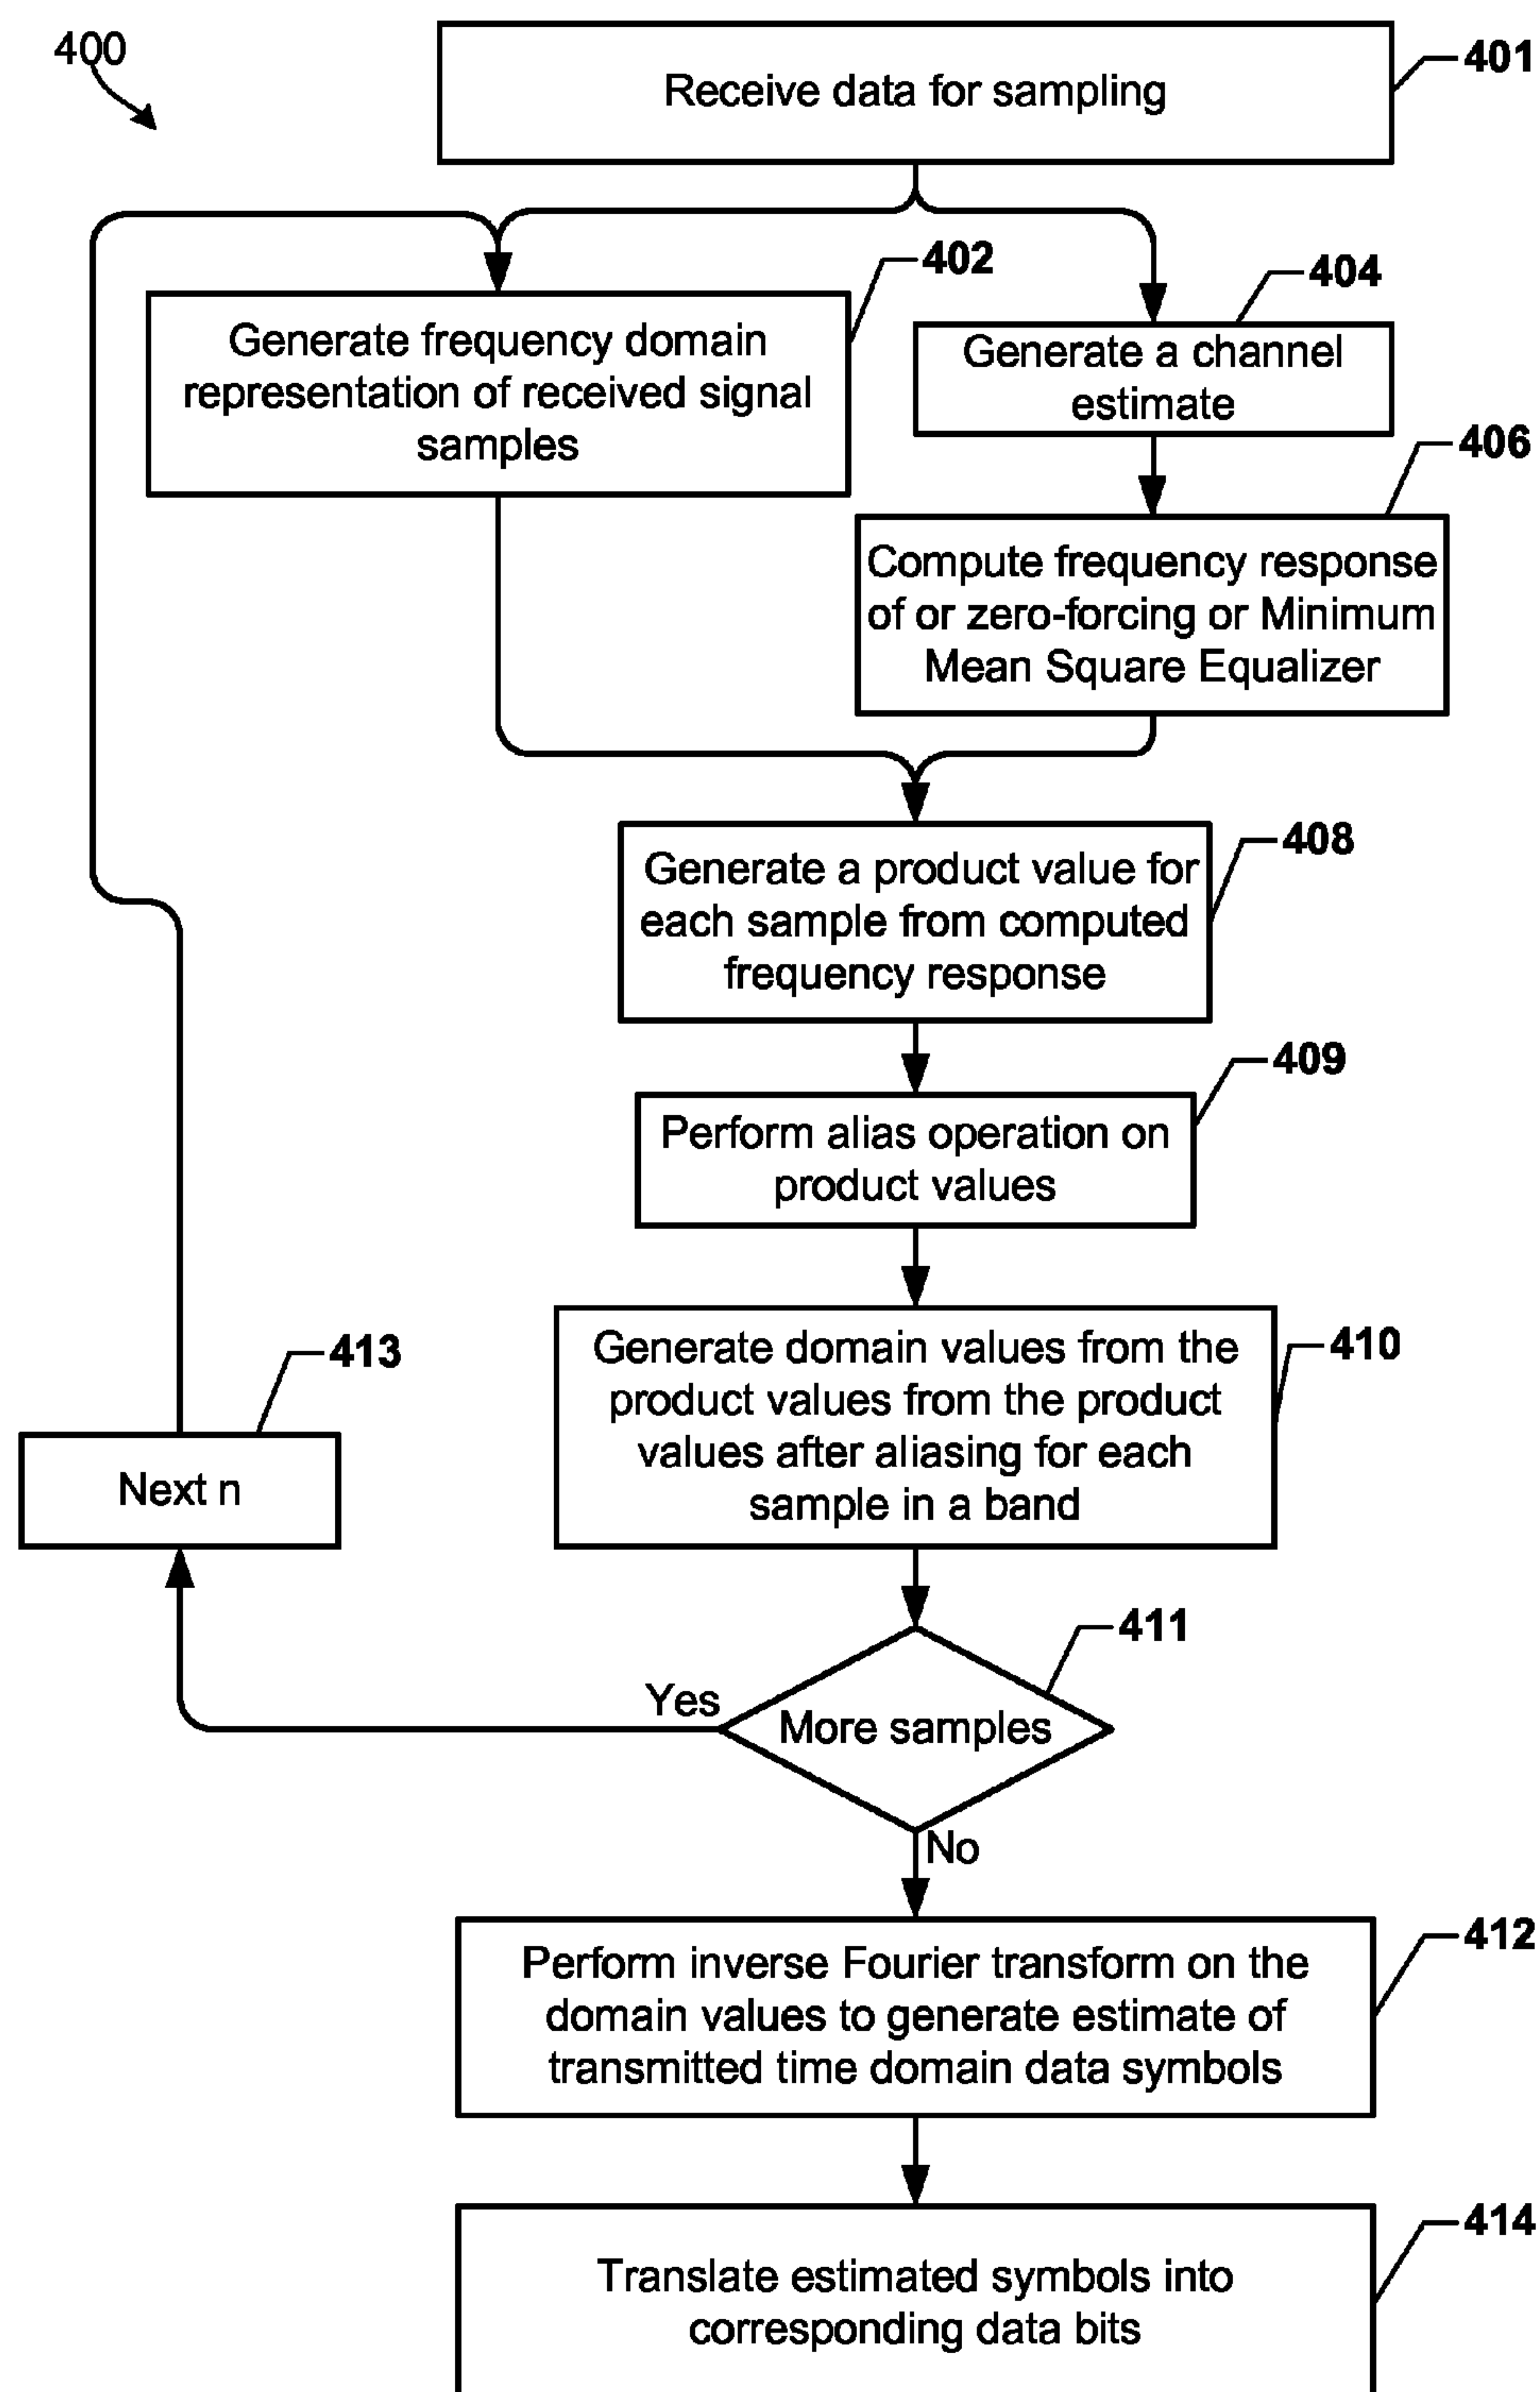 400
Receive data for sampling
401
402
404
Generate frequency domain
representation of received signal
samples
Generate a channel
estimate
406
Compute frequency response
of or zero-forcing or Minimum
Mean Square Equalizer
408
Generate a product value for
each sample from computed
frequency response
409
Perform alias operation on
product values
410
Generate domain values from the
product values from the product
values after aliasing for each
sample in a band
413
Next n
411
Yes
More samples
No
412
Perform inverse Fourier transform on the
domain values to generate estimate of
transmitted time domain data symbols
414
Translate estimated symbols into
corresponding data bits